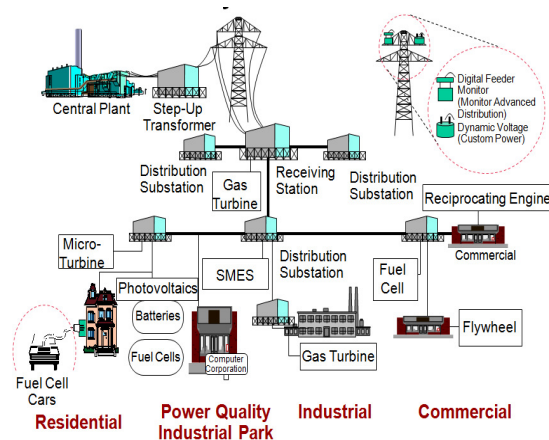 Central Plant
Step-Up
Transformer
Digital Feeder
Monitor
(Monitor Advanced
Distribution)
Dynamic Voltage
(Custom Power)
Distribution
Substation
Gas
Turbine
Receiving
Station
Distribution
Substation
Reciprocating Engine
Commercial
Micro-
Turbine
SMES
Distribution
Substation
Fuel
Cell
Photovoltaics
Batteries
Fuel Cells
Computer
Corporation
Gas Turbine
Flywheel
Fuel Cell
Cars
Residential
Power Quality
Industrial Park
Industrial
Commercial